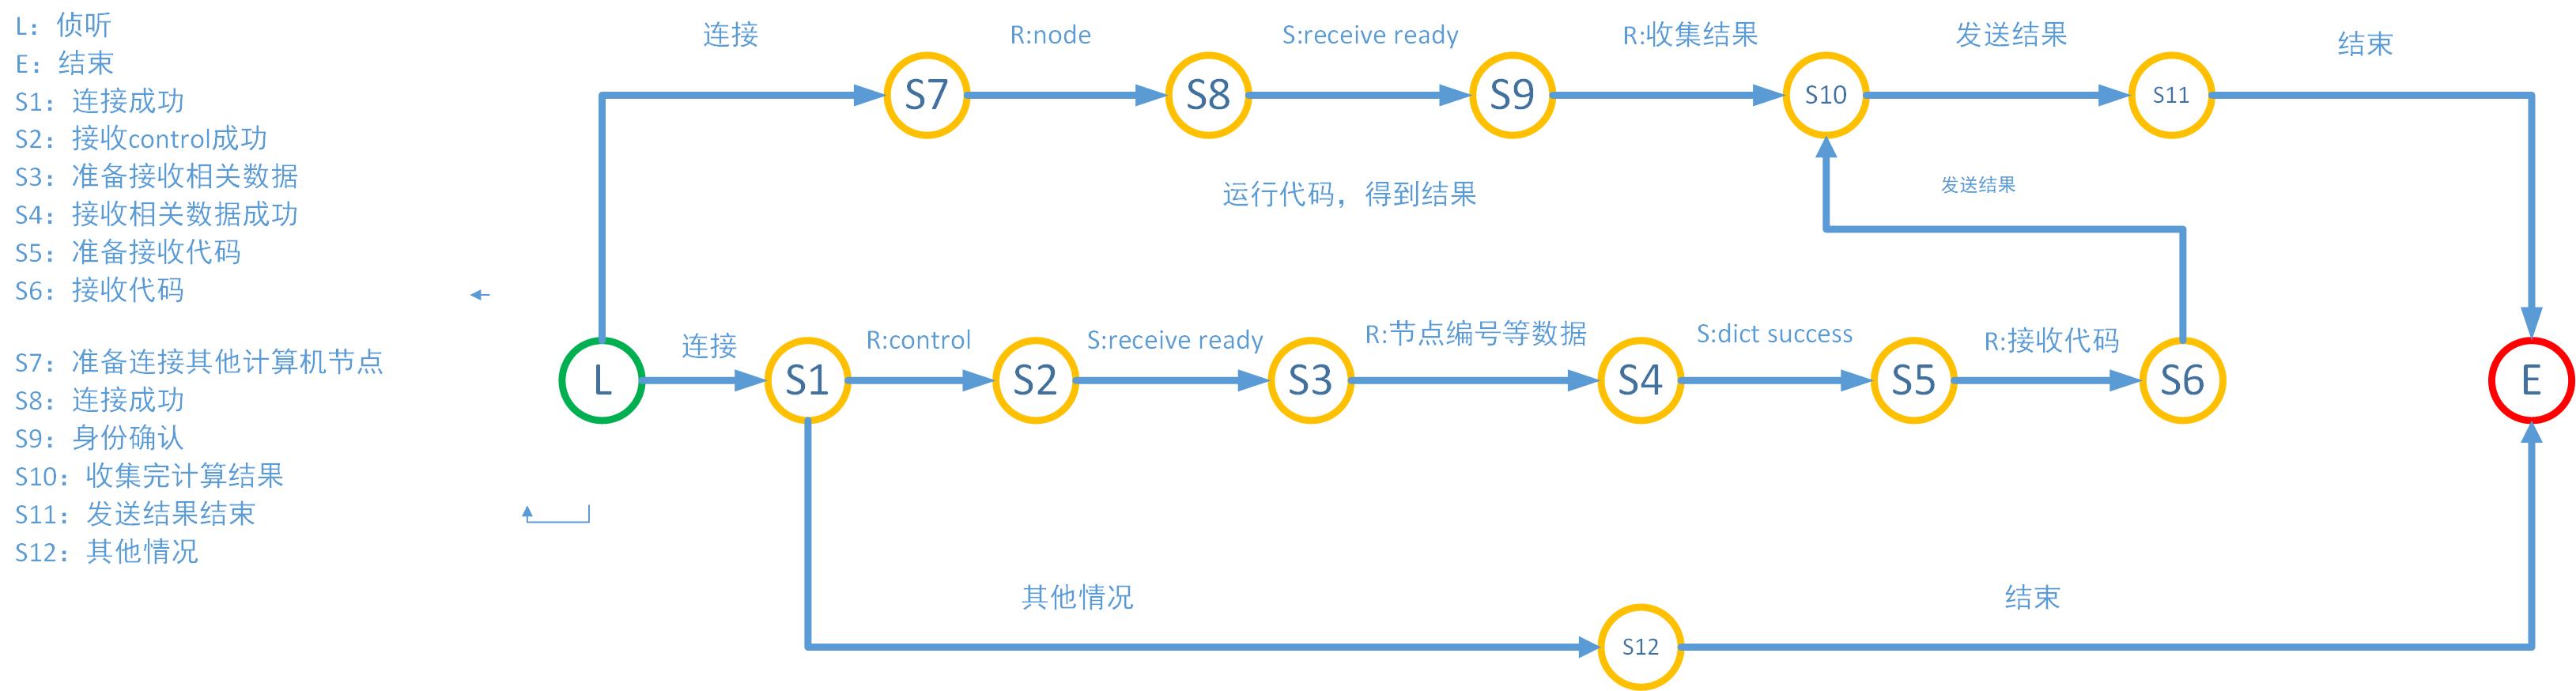 L：侦听
E：结束
S1：连接成功
S2：接收control成功
S3：准备接收相关数据
S4：接收相关数据成功
S5：准备接收代码
S6：接收代码
S7：准备连接其他计算机节点
S8：连接成功
S9：身份确认
S10：收集完计算结果
S11：发送结果结束
S12：其他情况
连接
R:node
S:receive ready
R:收集结果
发送结果
结束
S7
S8
S9
S10
S11
运行代码，得到结果
发送结果
连接
R:control
S:receive ready
R:节点编号等数据
S:dict success
R:接收代码
L
S1
S2
S3
S4
S5
S6
E
其他情况
结束
S12